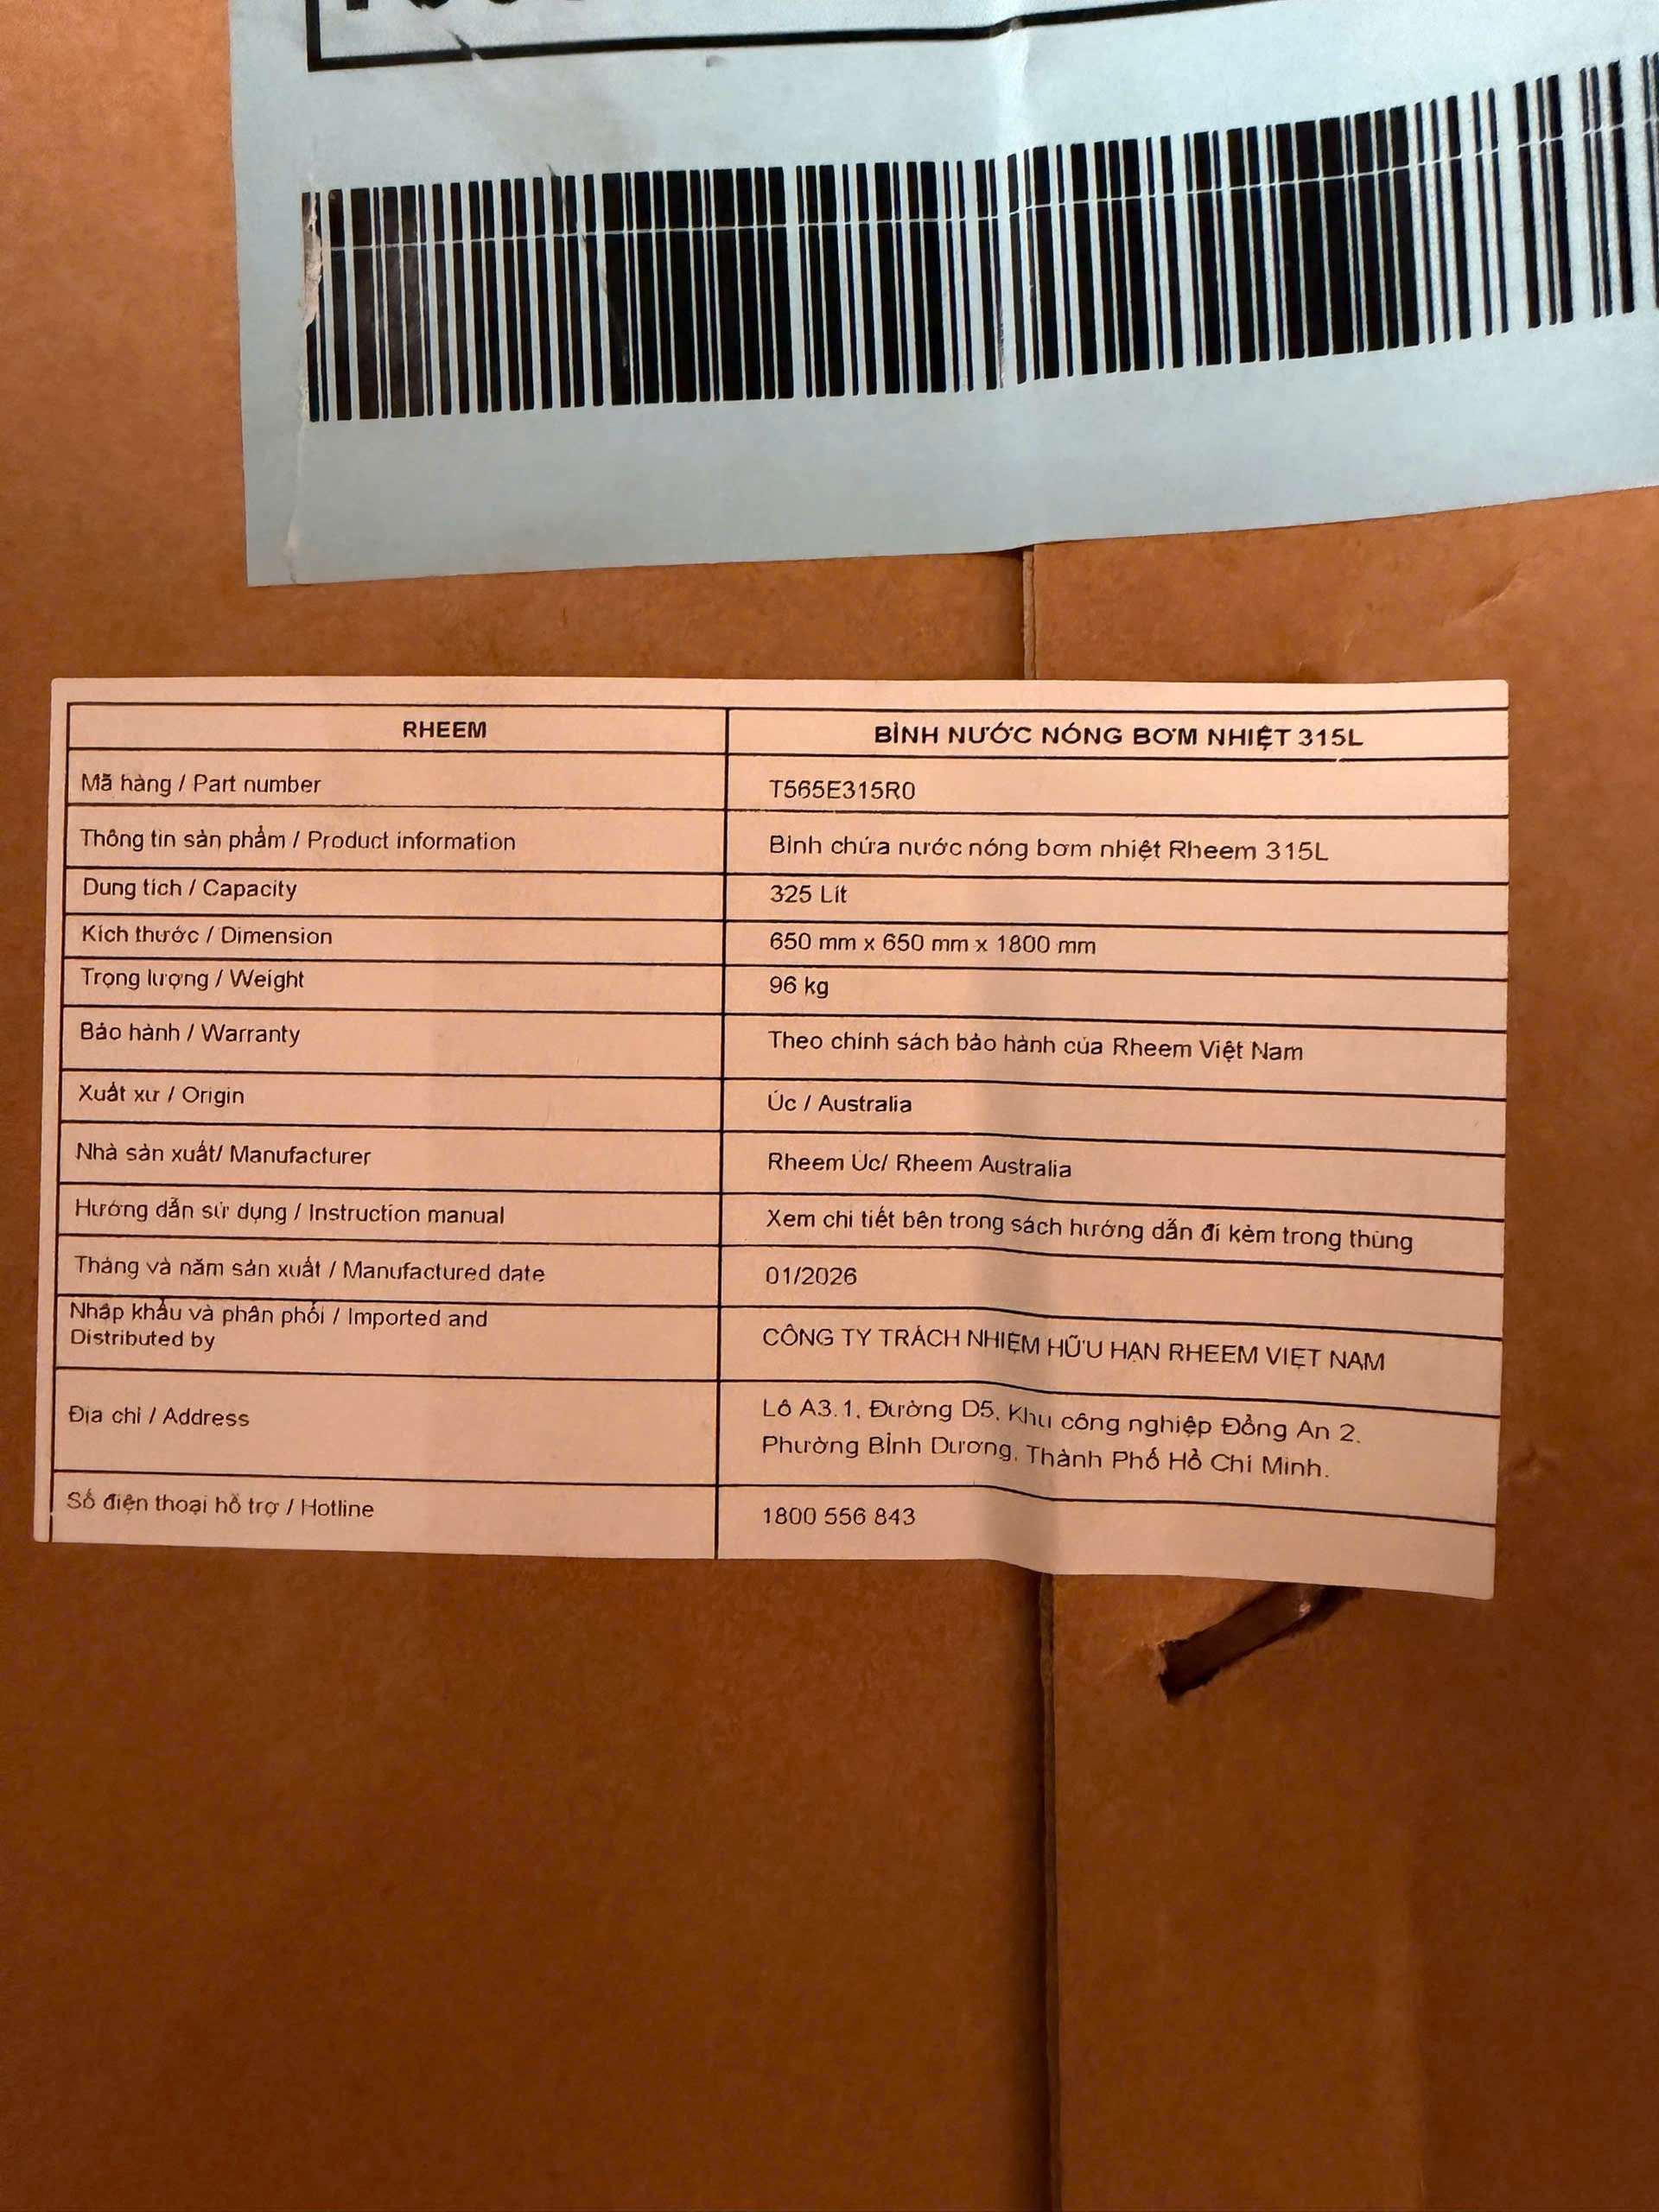 RHEEM
BÌNH NƯỚC NÓNG BƠM NHIỆT 315L
Mã hàng / Part number
T565E315R0
Thông tin sản phẩm / Product information
Bình chứa nước nóng bơm nhiệt Rheem 315L
Dung tích / Capacity
325 Lít
Kích thước / Dimension
650 mm x 650 mm x 1800 mm
Trọng lượng / Weight
96 kg
Bảo hành / Warranty
Theo chính sách bảo hành của Rheem Việt Nam
Xuất xứ / Origin
Úc / Australia
Nhà sản xuất/ Manufacturer
Rheem Úc/ Rheem Australia
Hướng dẫn sử dụng / Instruction manual
Xem chi tiết bên trong sách hướng dẫn đi kèm trong thùng
Tháng và năm sản xuất / Manufactured date
01/2026
Nhập khẩu và phân phối / Imported and
Distributed by
CÔNG TY TRÁCH NHIỆM HỮU HẠN RHEEM VIỆT NAM
Địa chỉ / Address
Lô A3.1, Đường D5, Khu công nghiệp Đồng An 2,
Phường Bình Dương, Thành Phố Hồ Chí Minh.
Số điện thoại hỗ trợ / Hotline
1800 556 843